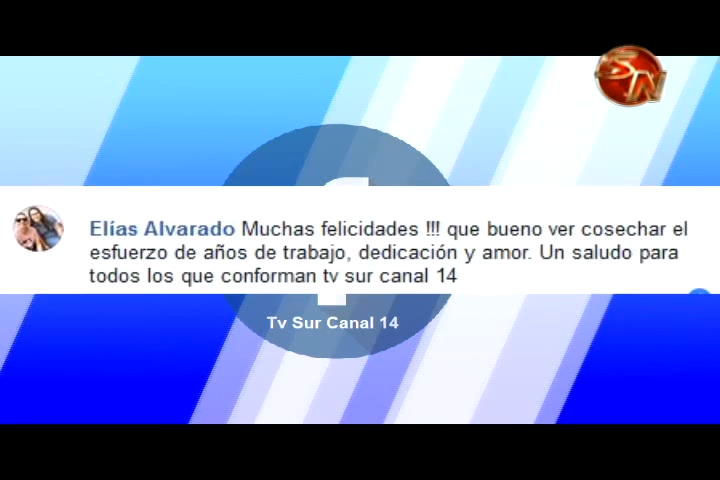 SN
Elías Alvarado Muchas felicidades !!! que bueno ver cosechar el
esfuerzo de años de trabajo, dedicación y amor. Un saludo para
todos los que conforman tv sur canal 14
Tv Sur Canal 14